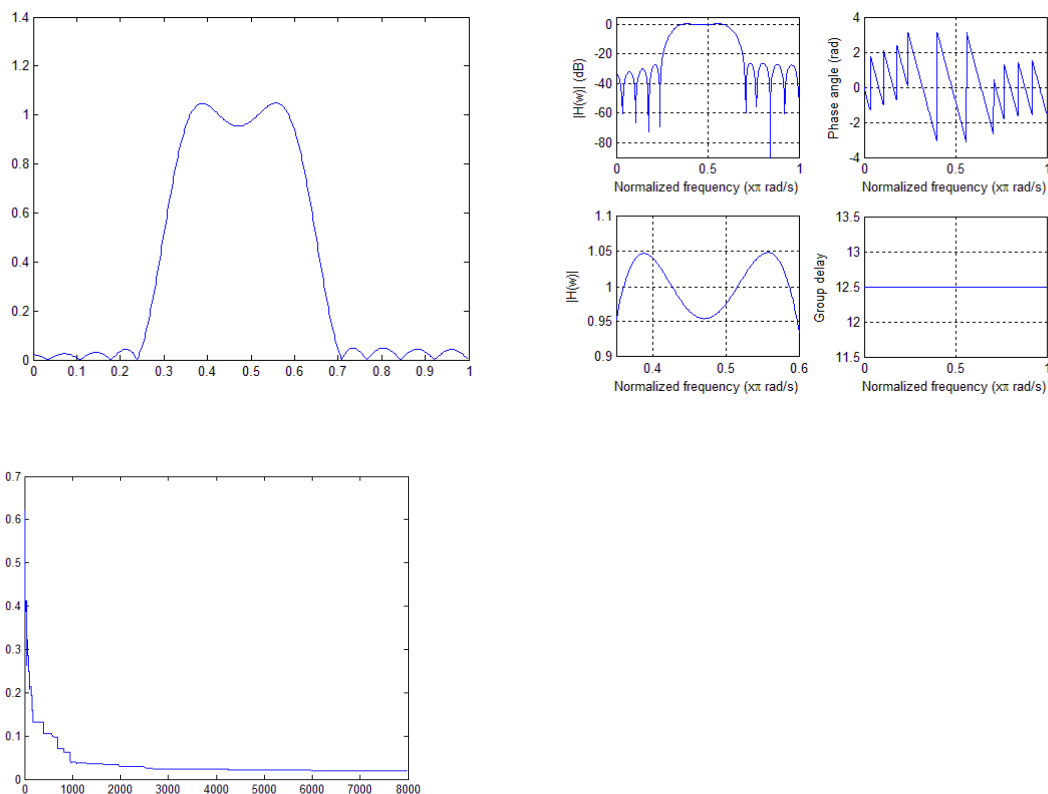 1.4
1.2
1
0.8
0.6
0.4
0.2
0
0 0.1 0.2 0.3 0.4 0.5 0.6 0.7 0.8 0.9 1
|H(w)| (dB)
0
-20
-40
-60
-80
0 0.5 1
Normalized frequency (xπ rad/s)
Phase angle (rad)
4
2
0
-2
-4
0 0.5 1
Normalized frequency (xπ rad/s)
|H(w)|
1.1
1.05
1
0.95
0.9
0.4 0.5 0.6
Normalized frequency (xπ rad/s)
Group delay
13.5
13
12.5
12
11.5
0 0.5 1
Normalized frequency (xπ rad/s)
0.7
0.6
0.5
0.4
0.3
0.2
0.1
0
0 1000 2000 3000 4000 5000 6000 7000 8000